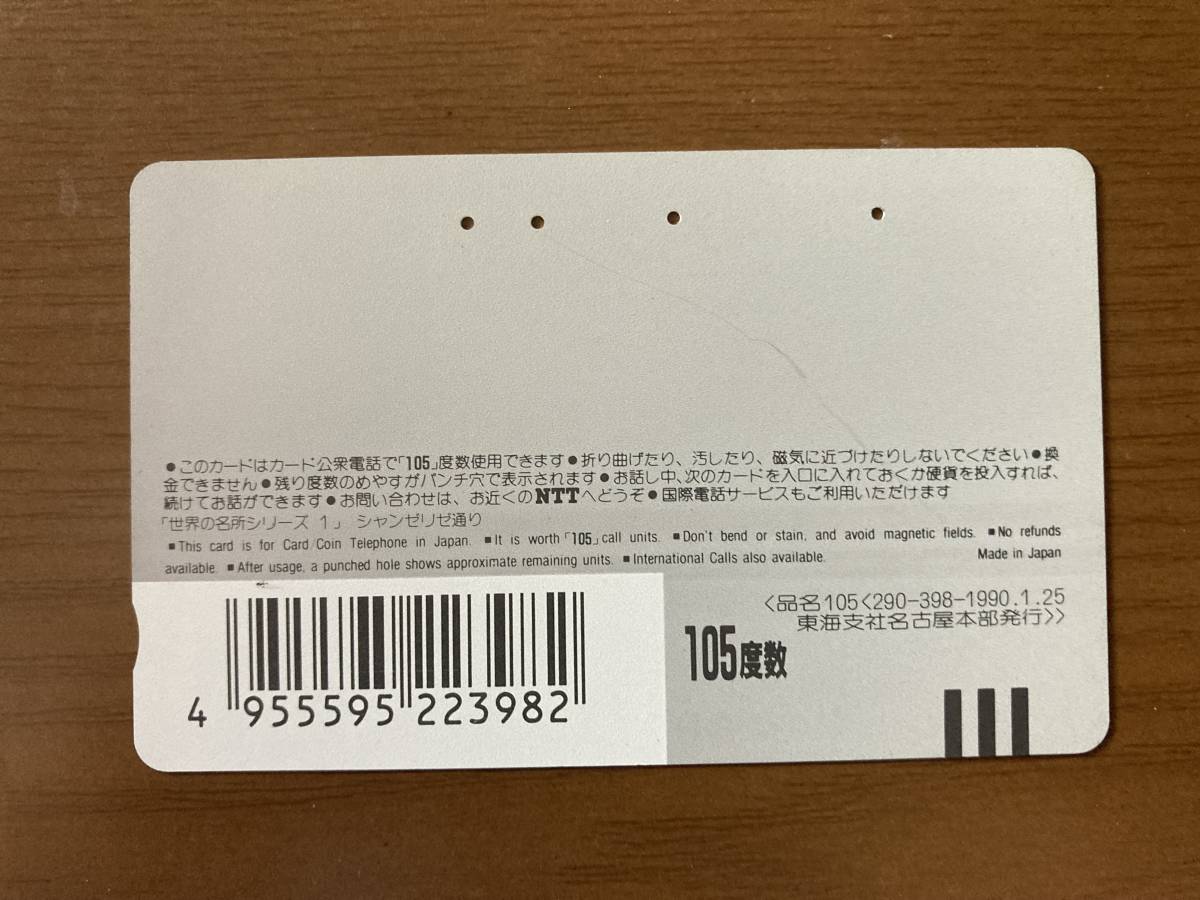 ●このカードはカード公衆電話で「105」度数使用できます●折り曲げたり、汚したり、磁気に近づけたりしないでください●換
金できません●残り度数のめやすがパンチ穴で表示されます●お話し中、次のカードを入口に入れておくか硬貨を投入すれば、
続けてお話ができます●お問い合わせは、お近くのNTTへどうぞ●国際電話サービスもご利用いただけます
「世界の名所シリーズ 1」 シャンゼリゼ通り
■This card is for Card/Coin Telephone in Japan. ■It is worth「105」call units. ■Don't bend or stain, and avoid magnetic fields. ■No refunds
available. ■After usage, a punched hole shows approximate remaining units. ■International Calls also available. Made in Japan
<品名105<290-398-1990.1.25
東海支社名古屋本部発行>>
105度数
4 955595 223982